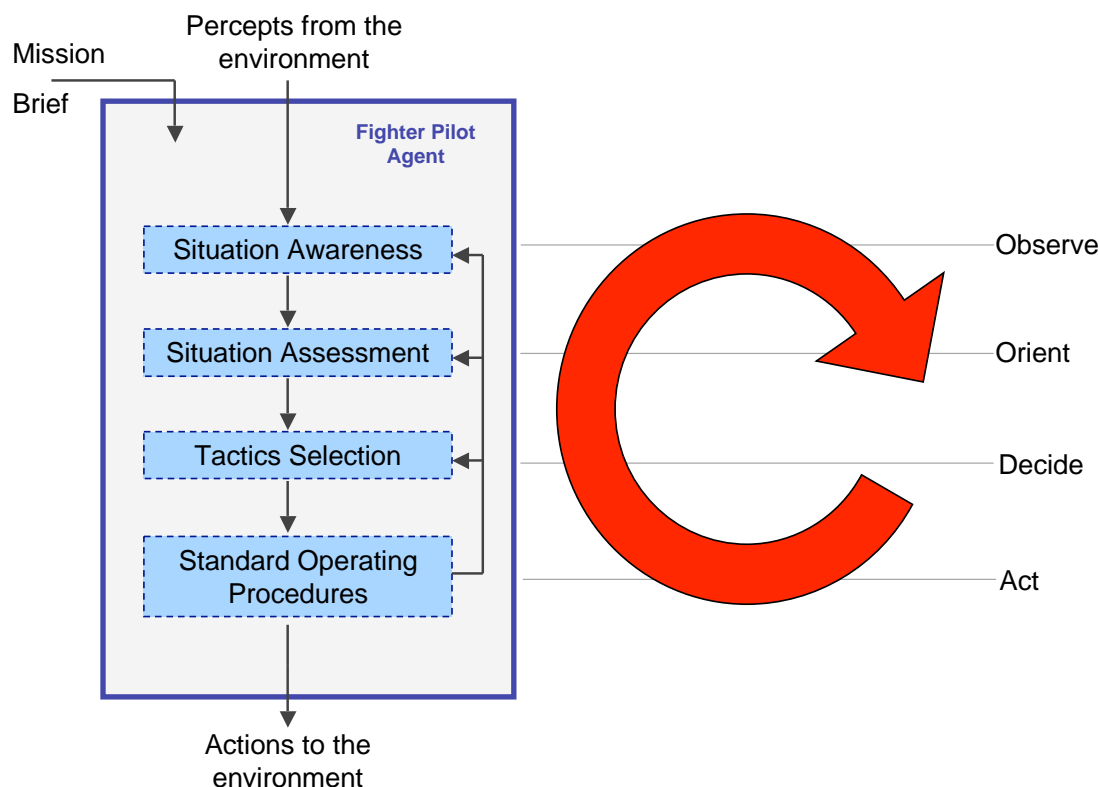 Percepts from the
environment
Mission
Brief
Fighter Pilot
Agent
Situation Awareness
Situation Assessment
Tactics Selection
Standard Operating
Procedures
Actions to the
environment
Observe
Orient
Decide
Act